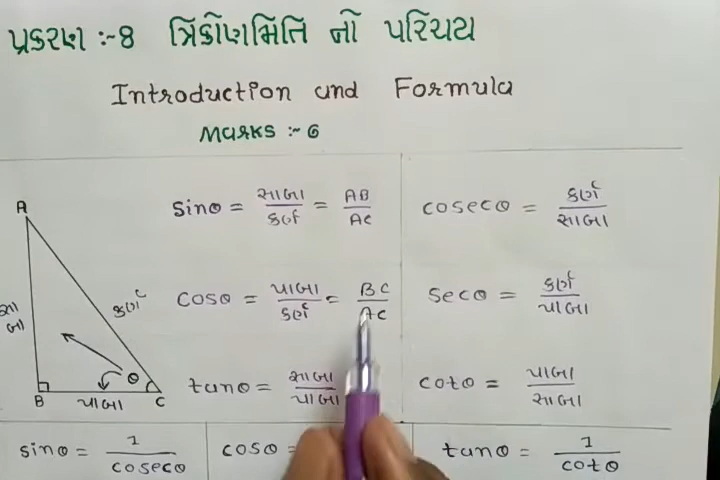 પ્રકરણ :- 8 ત્રિકોણમિતિ નો પરિચય
Introduction and Formula
Marks :- 6
A
સા બા
કર્ણ
θ
B પાબા C
sinθ = સાબા / કર્ણ = AB / AC
cosecθ = કર્ણ / સાબા
cosθ = પાબા / કર્ણ = BC / AC
secθ = કર્ણ / પાબા
tanθ = સાબા / પાબા
cotθ = પાબા / સાબા
sinθ = 1 / cosecθ
cosθ =
tanθ = 1 / cotθ